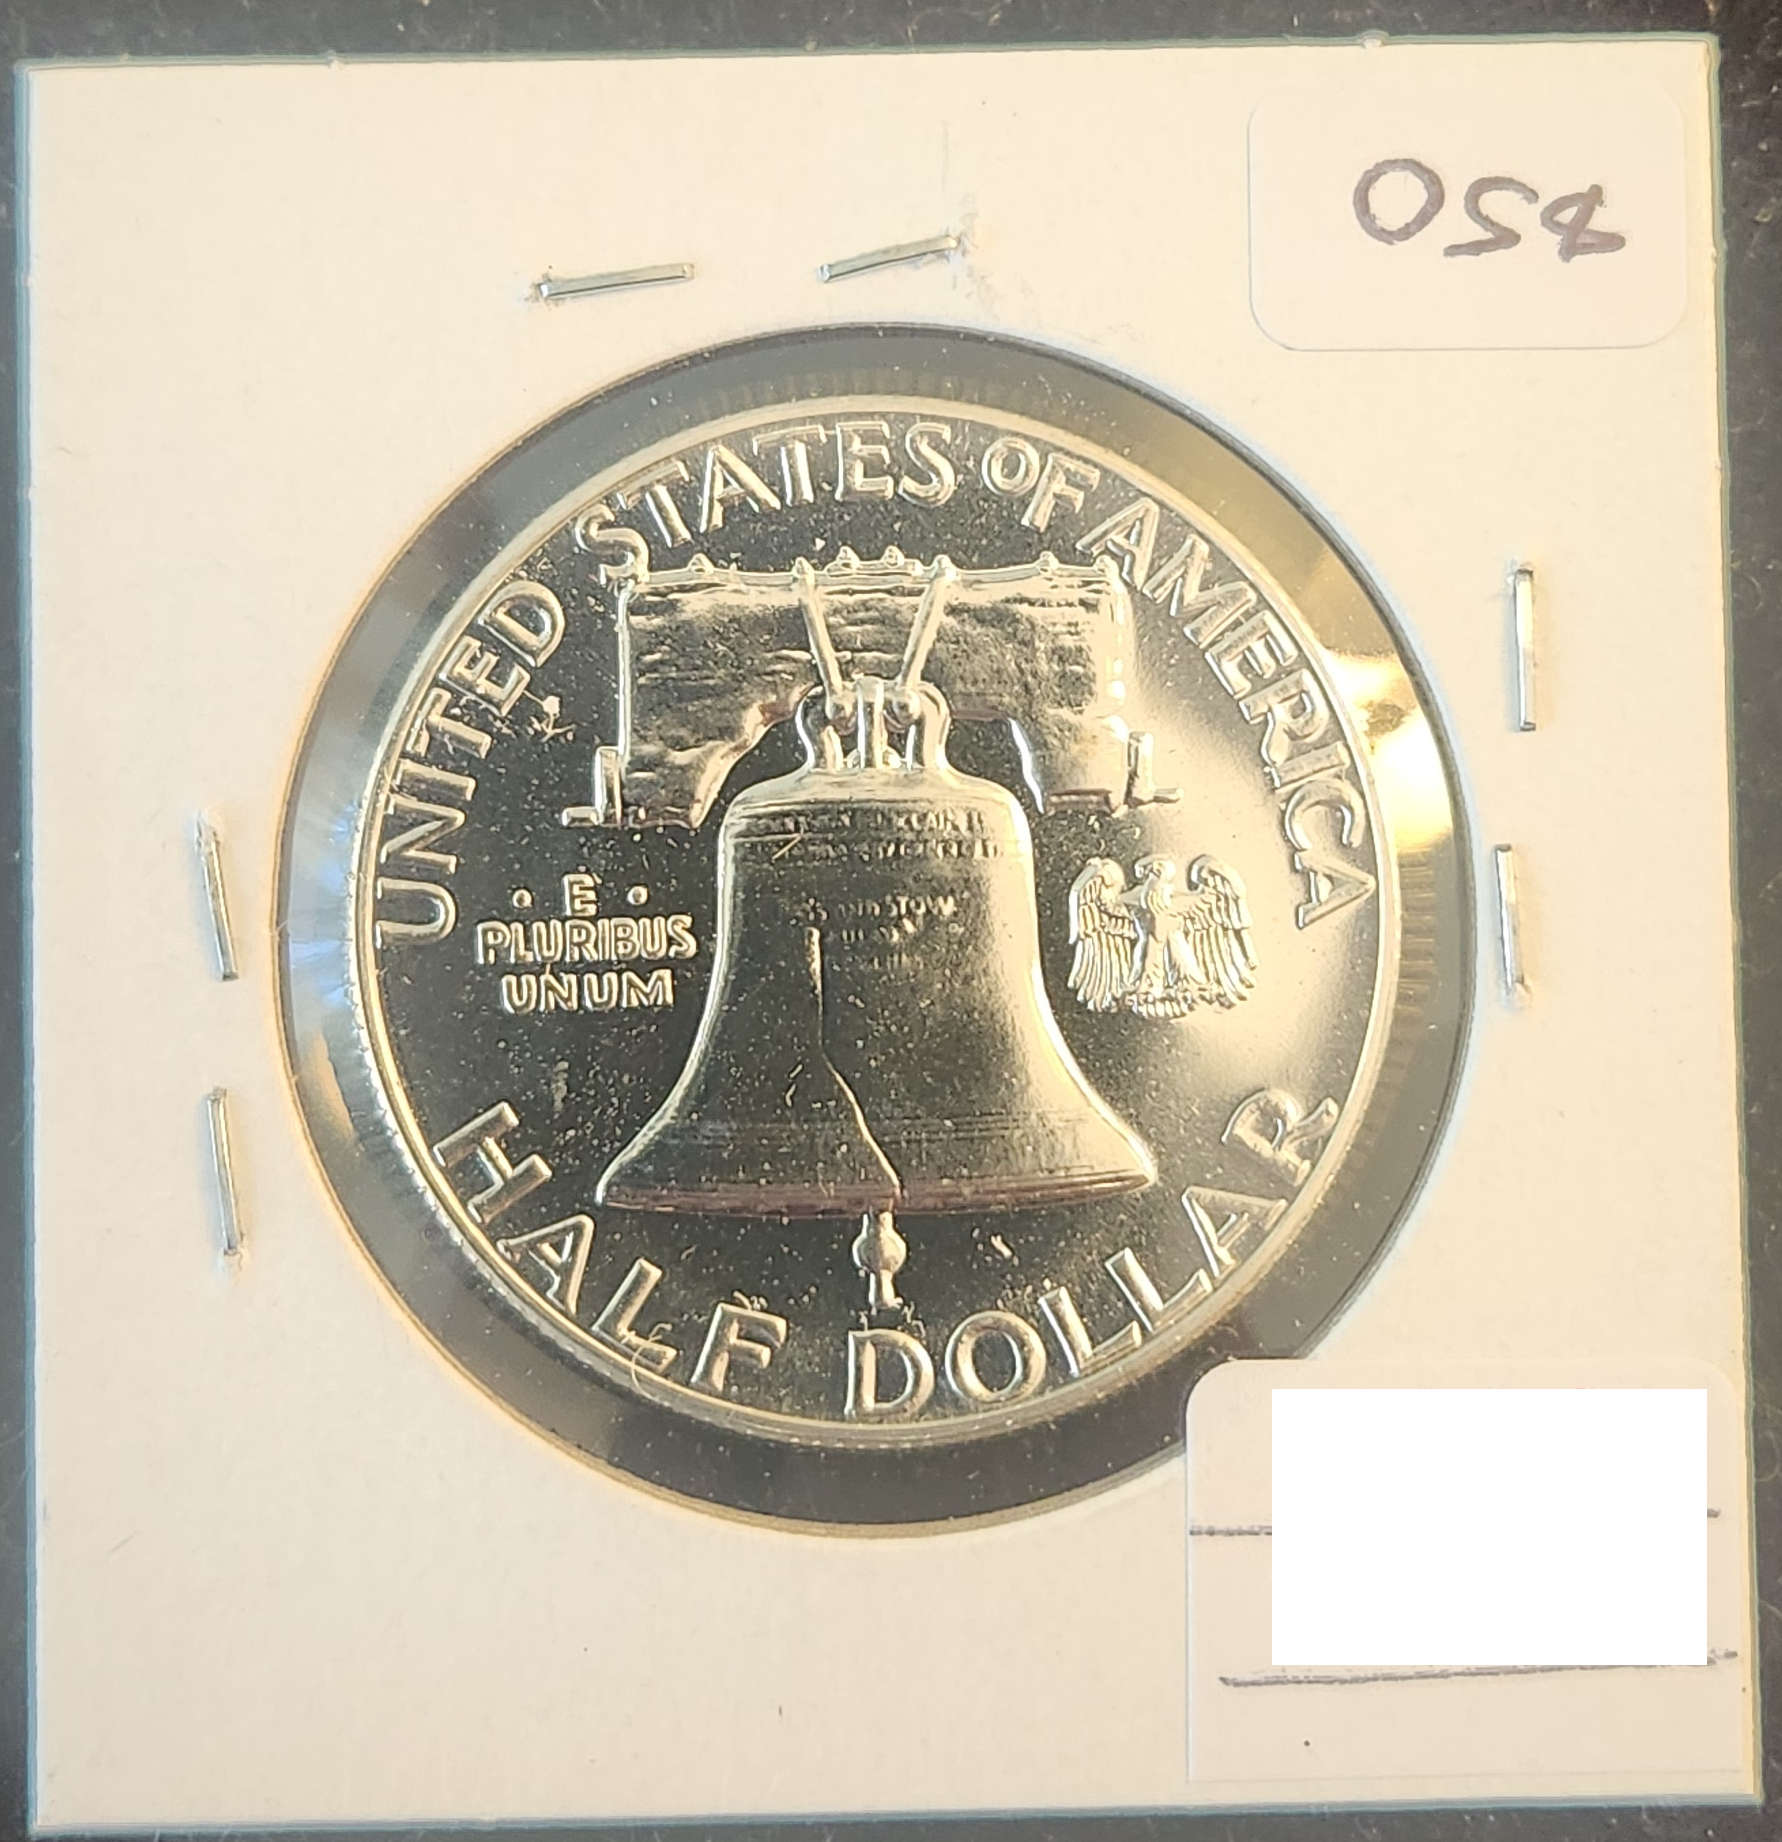 $50
UNITED STATES OF AMERICA
· E ·
PLURIBUS
UNUM
HALF DOLLAR